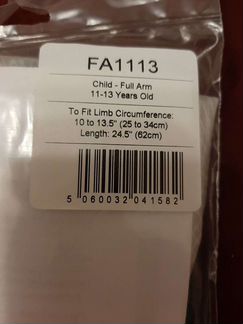 FA1113
Child - Full Arm
11-13 Years Old
To Fit Limb Circumference:
10 to 13.5" (25 to 34cm)
Length: 24.5" (62cm)
5 060032 041582